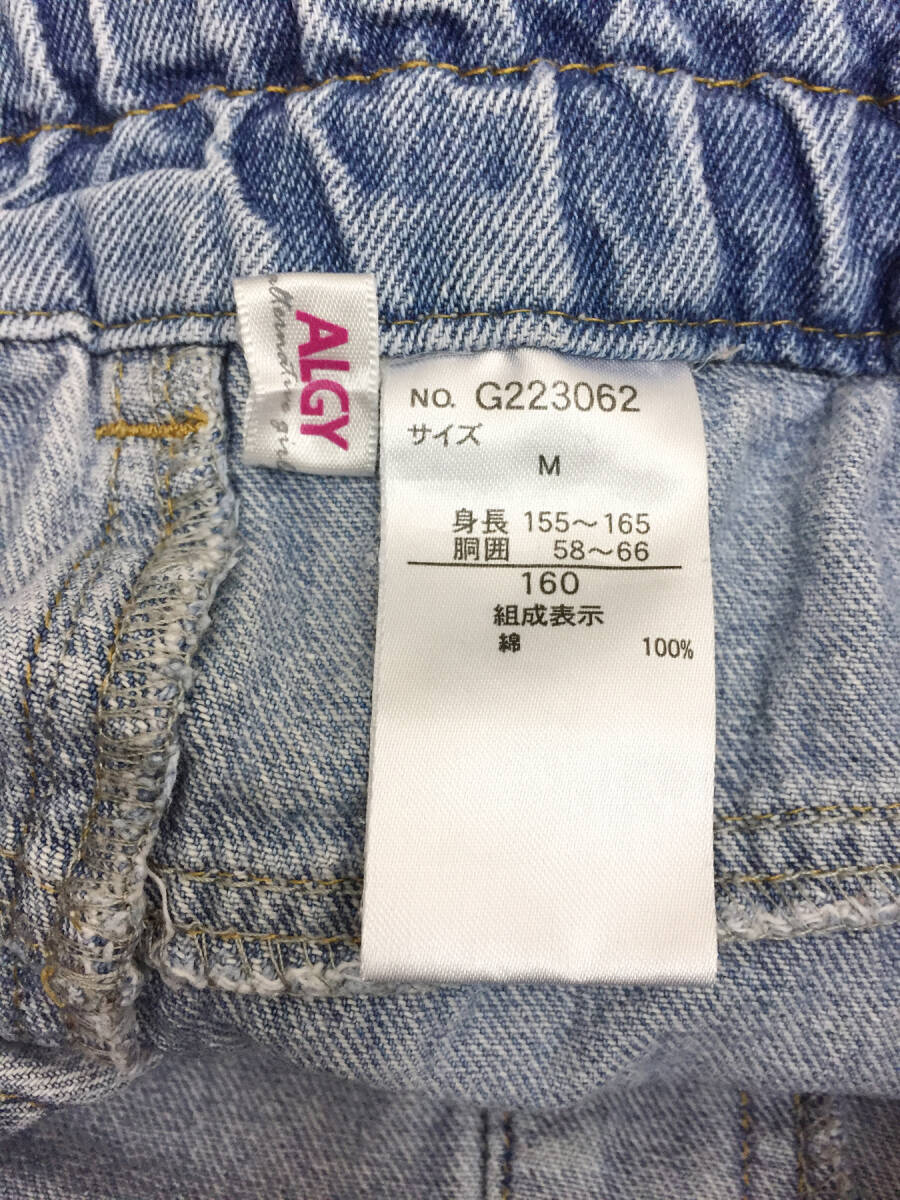 ALGY
NO. G223062
サイズ
M
身長 155～165
胴囲 58～66
160
組成表示
綿 100%